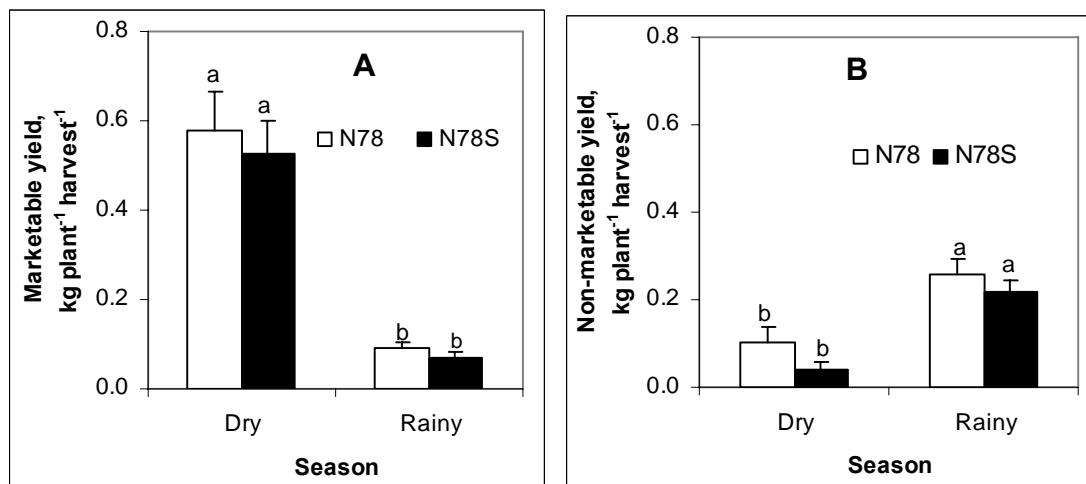 A
Marketable yield,
kg plant⁻¹ harvest⁻¹
0.8
0.6
0.4
0.2
0.0
a
a
b
b
N78 N78S
Dry Rainy
Season
B
Non-marketable yield,
kg plant⁻¹ harvest⁻¹
0.8
0.6
0.4
0.2
0.0
N78 N78S
b
b
a
a
Dry Rainy
Season